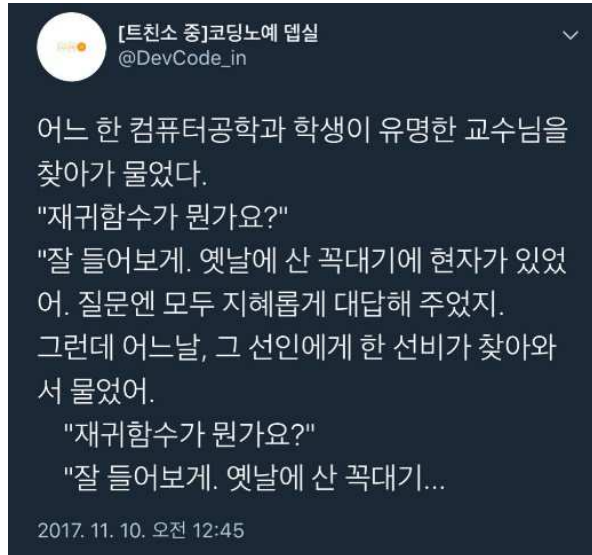 [트친소 중]코딩노예 뎁실
@DevCode_in
어느 한 컴퓨터공학과 학생이 유명한 교수님을
찾아가 물었다.
"재귀함수가 뭔가요?"
"잘 들어보게. 옛날에 산 꼭대기에 현자가 있었
어. 질문엔 모두 지혜롭게 대답해 주었지.
그런데 어느날, 그 선인에게 한 선비가 찾아와
서 물었어.
"재귀함수가 뭔가요?"
"잘 들어보게. 옛날에 산 꼭대기...
2017. 11. 10. 오전 12:45